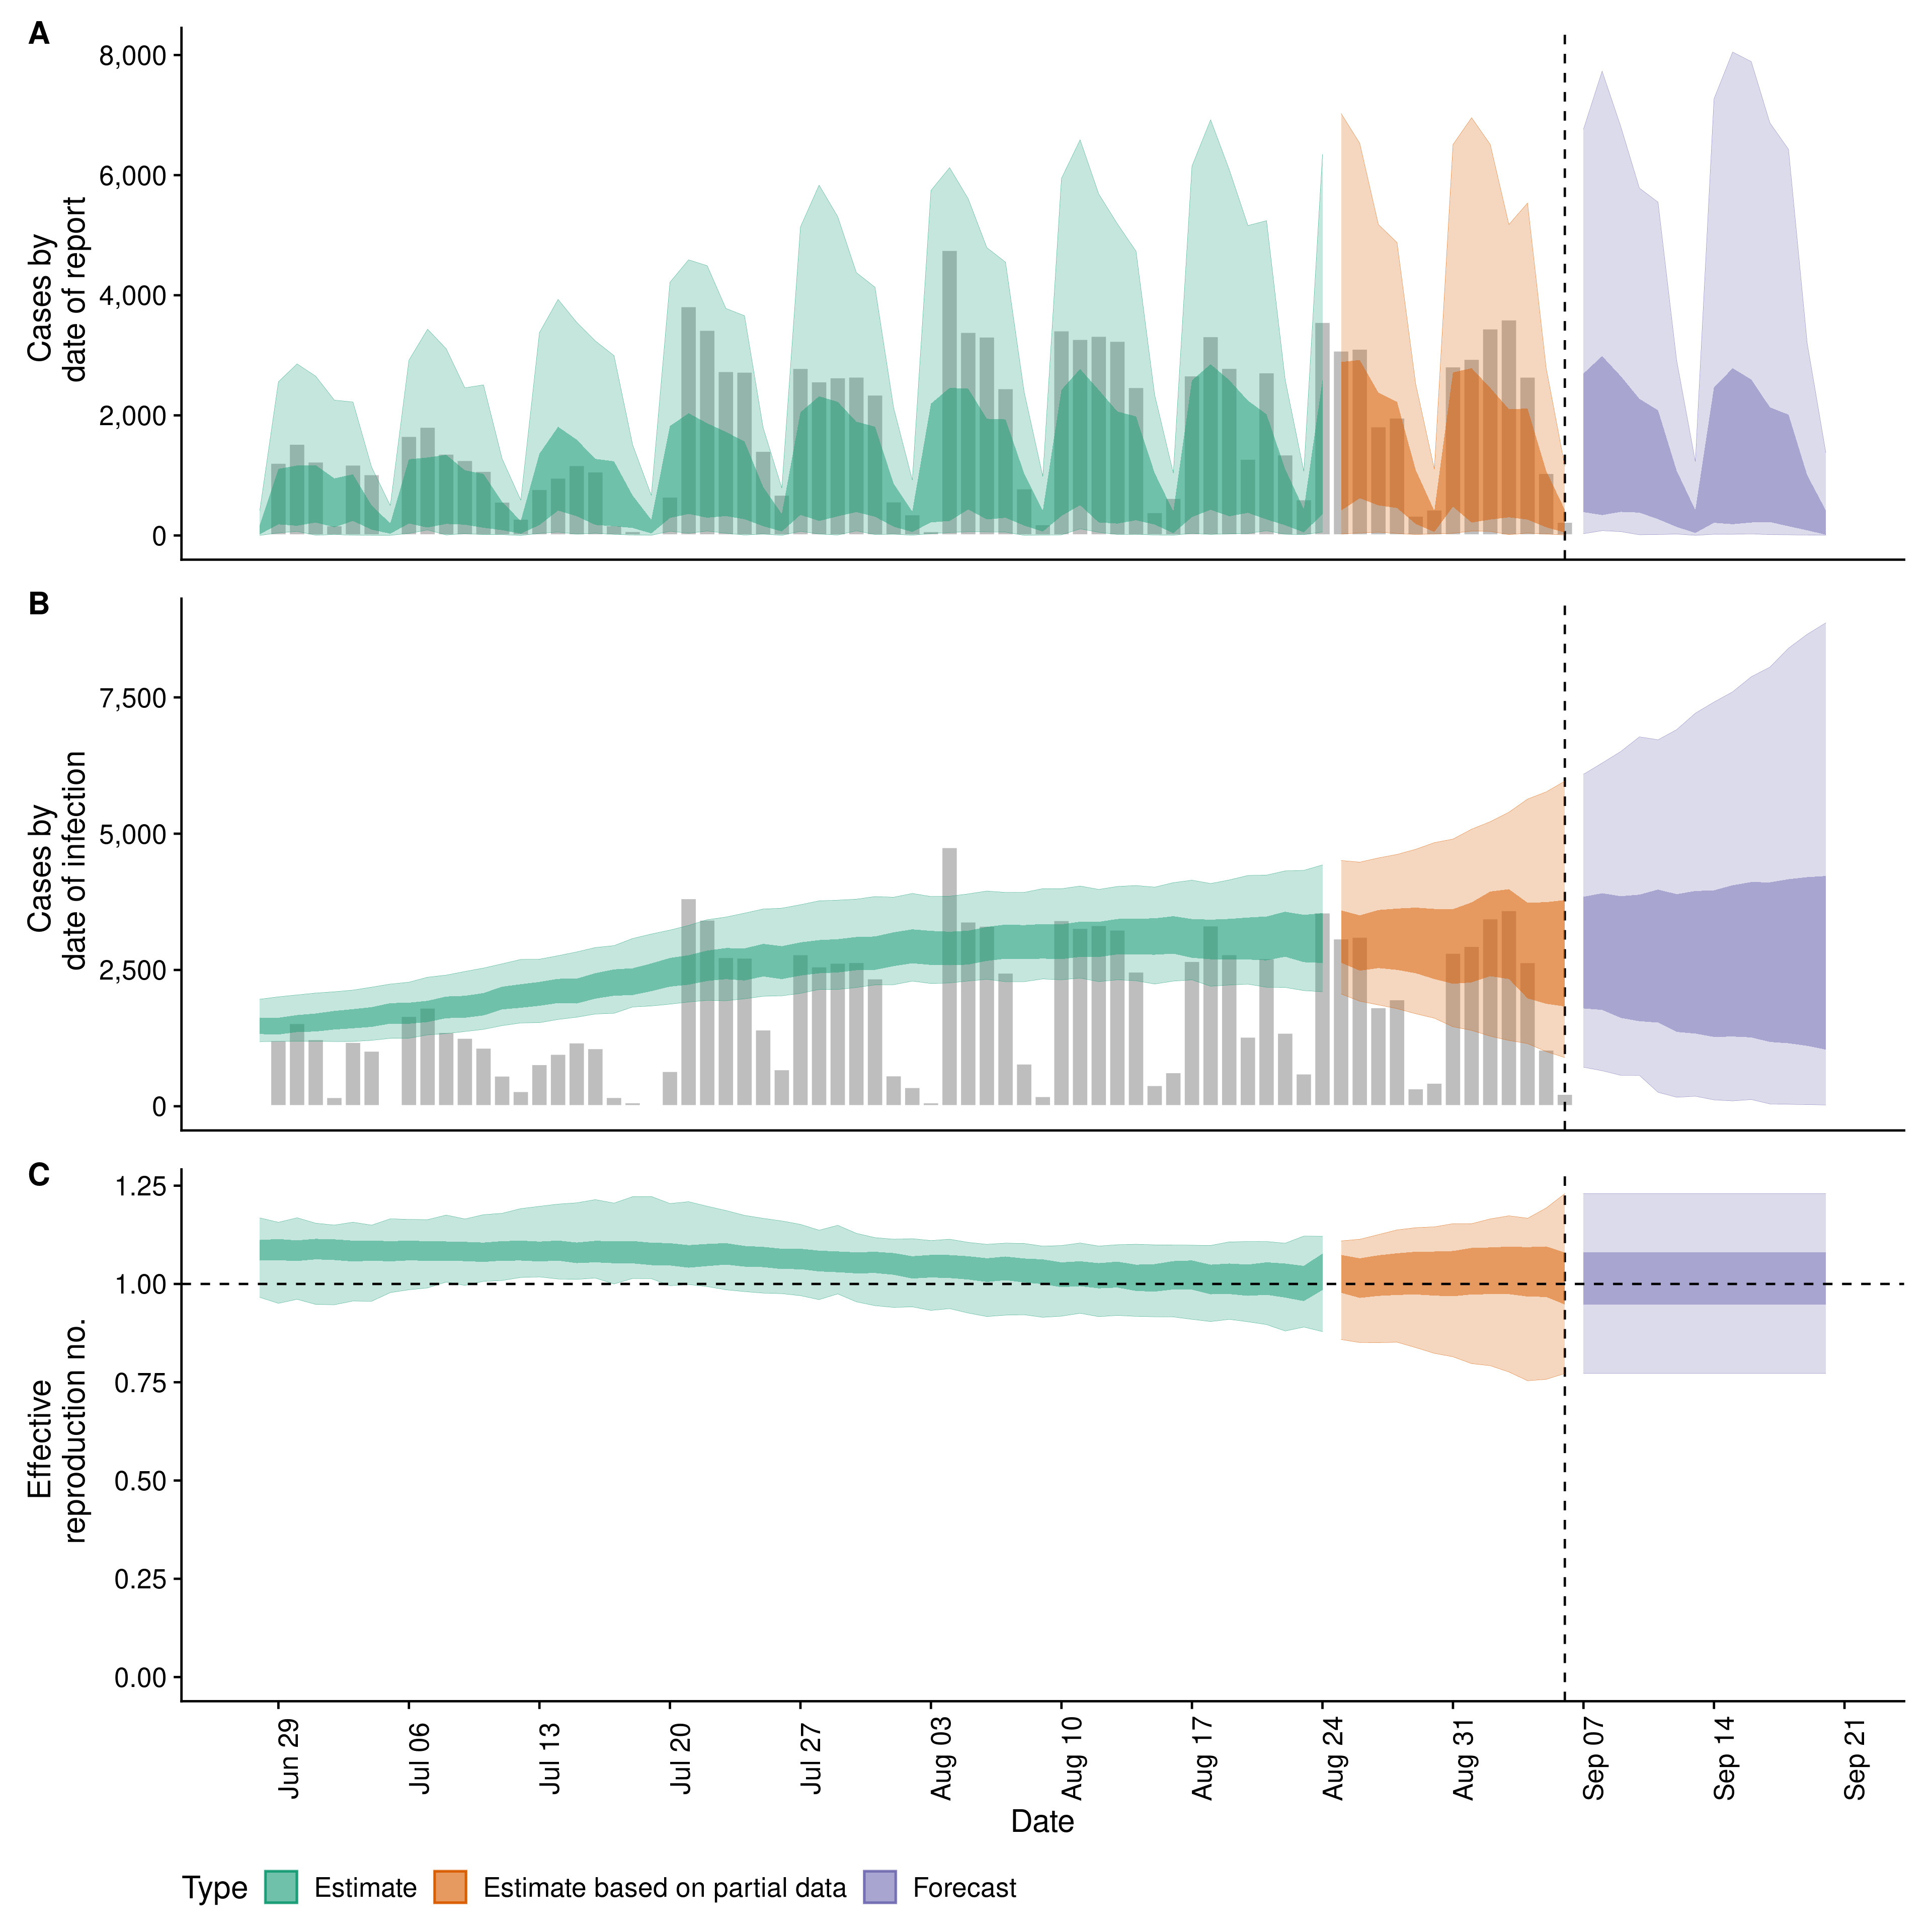 A
8,000
6,000
4,000
2,000
0
Cases by
date of report
B
7,500
5,000
2,500
0
Cases by
date of infection
C
1.25
1.00
0.75
0.50
0.25
0.00
Effective
reproduction no.
Jun 29
Jul 06
Jul 13
Jul 20
Jul 27
Aug 03
Aug 10
Aug 17
Aug 24
Aug 31
Sep 07
Sep 14
Sep 21
Date
Type Estimate Estimate based on partial data Forecast